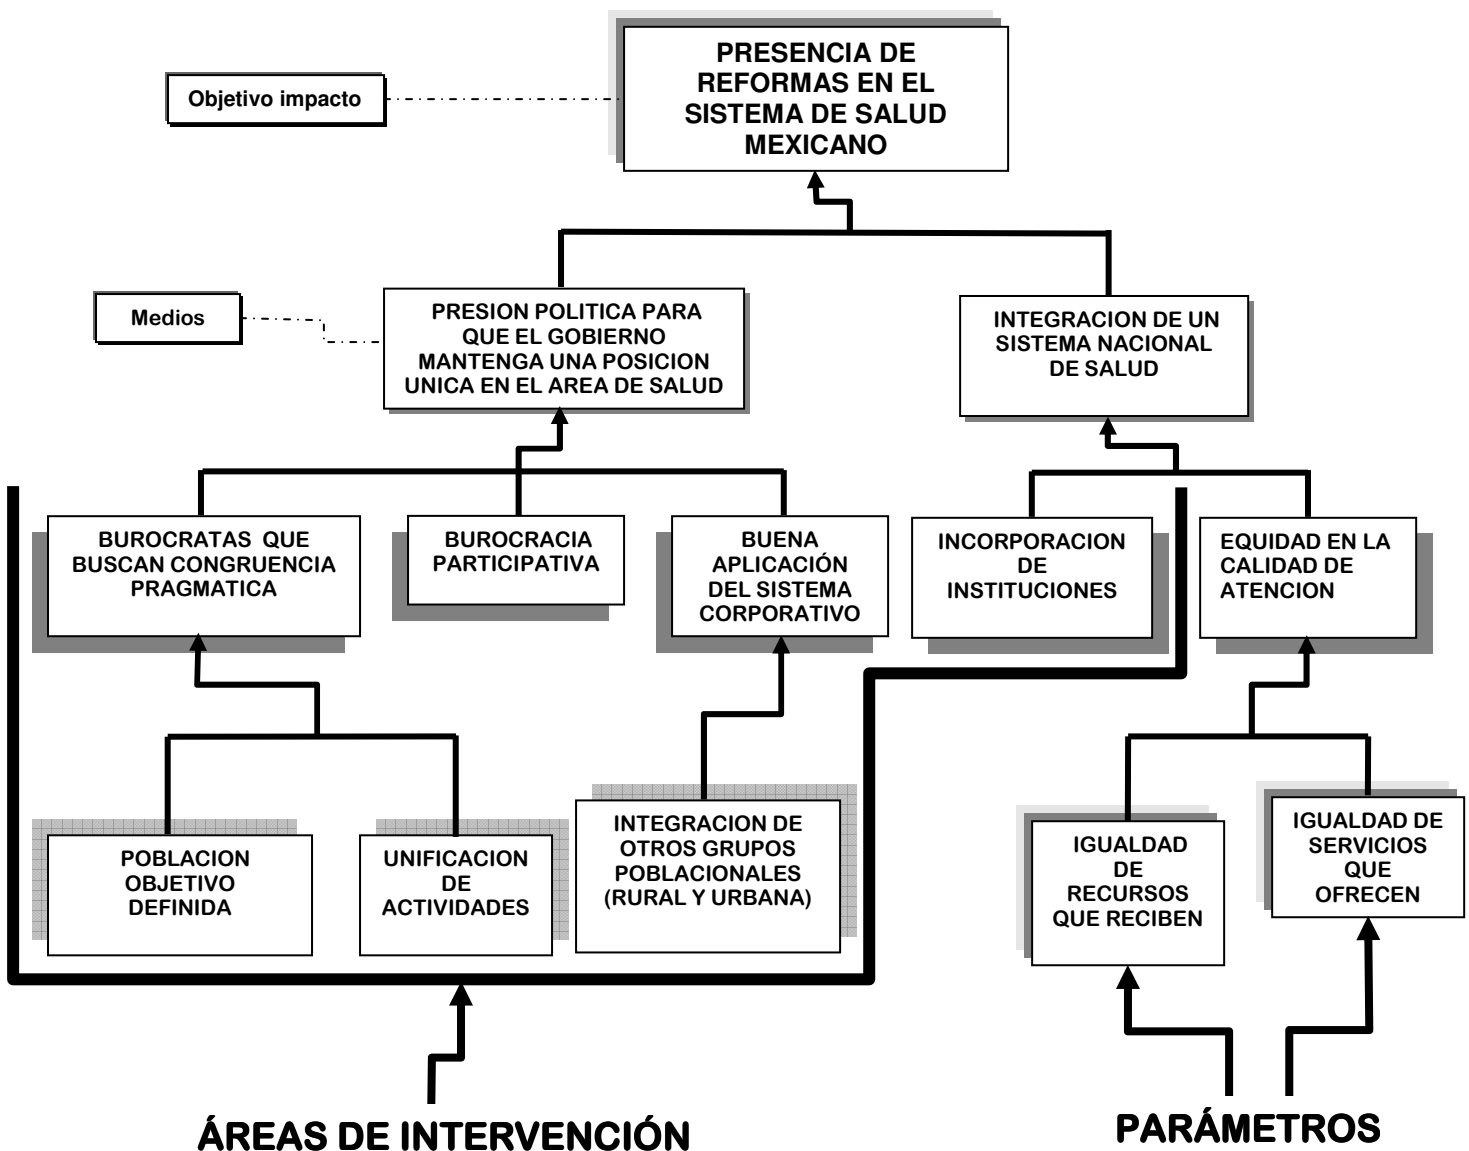 PRESENCIA DE
REFORMAS EN EL
SISTEMA DE SALUD
MEXICANO
Objetivo impacto
Medios
PRESION POLITICA PARA
QUE EL GOBIERNO
MANTENGA UNA POSICION
UNICA EN EL AREA DE SALUD
INTEGRACION DE UN
SISTEMA NACIONAL
DE SALUD
BUROCRATAS QUE
BUSCAN CONGRUENCIA
PRAGMATICA
BUROCRACIA
PARTICIPATIVA
BUENA
APLICACIÓN
DEL SISTEMA
CORPORATIVO
INCORPORACION
DE
INSTITUCIONES
EQUIDAD EN LA
CALIDAD DE
ATENCION
POBLACION
OBJETIVO
DEFINIDA
UNIFICACION
DE
ACTIVIDADES
INTEGRACION DE
OTROS GRUPOS
POBLACIONALES
(RURAL Y URBANA)
IGUALDAD
DE
RECURSOS
QUE RECIBEN
IGUALDAD DE
SERVICIOS
QUE
OFRECEN
ÁREAS DE INTERVENCIÓN
PARÁMETROS